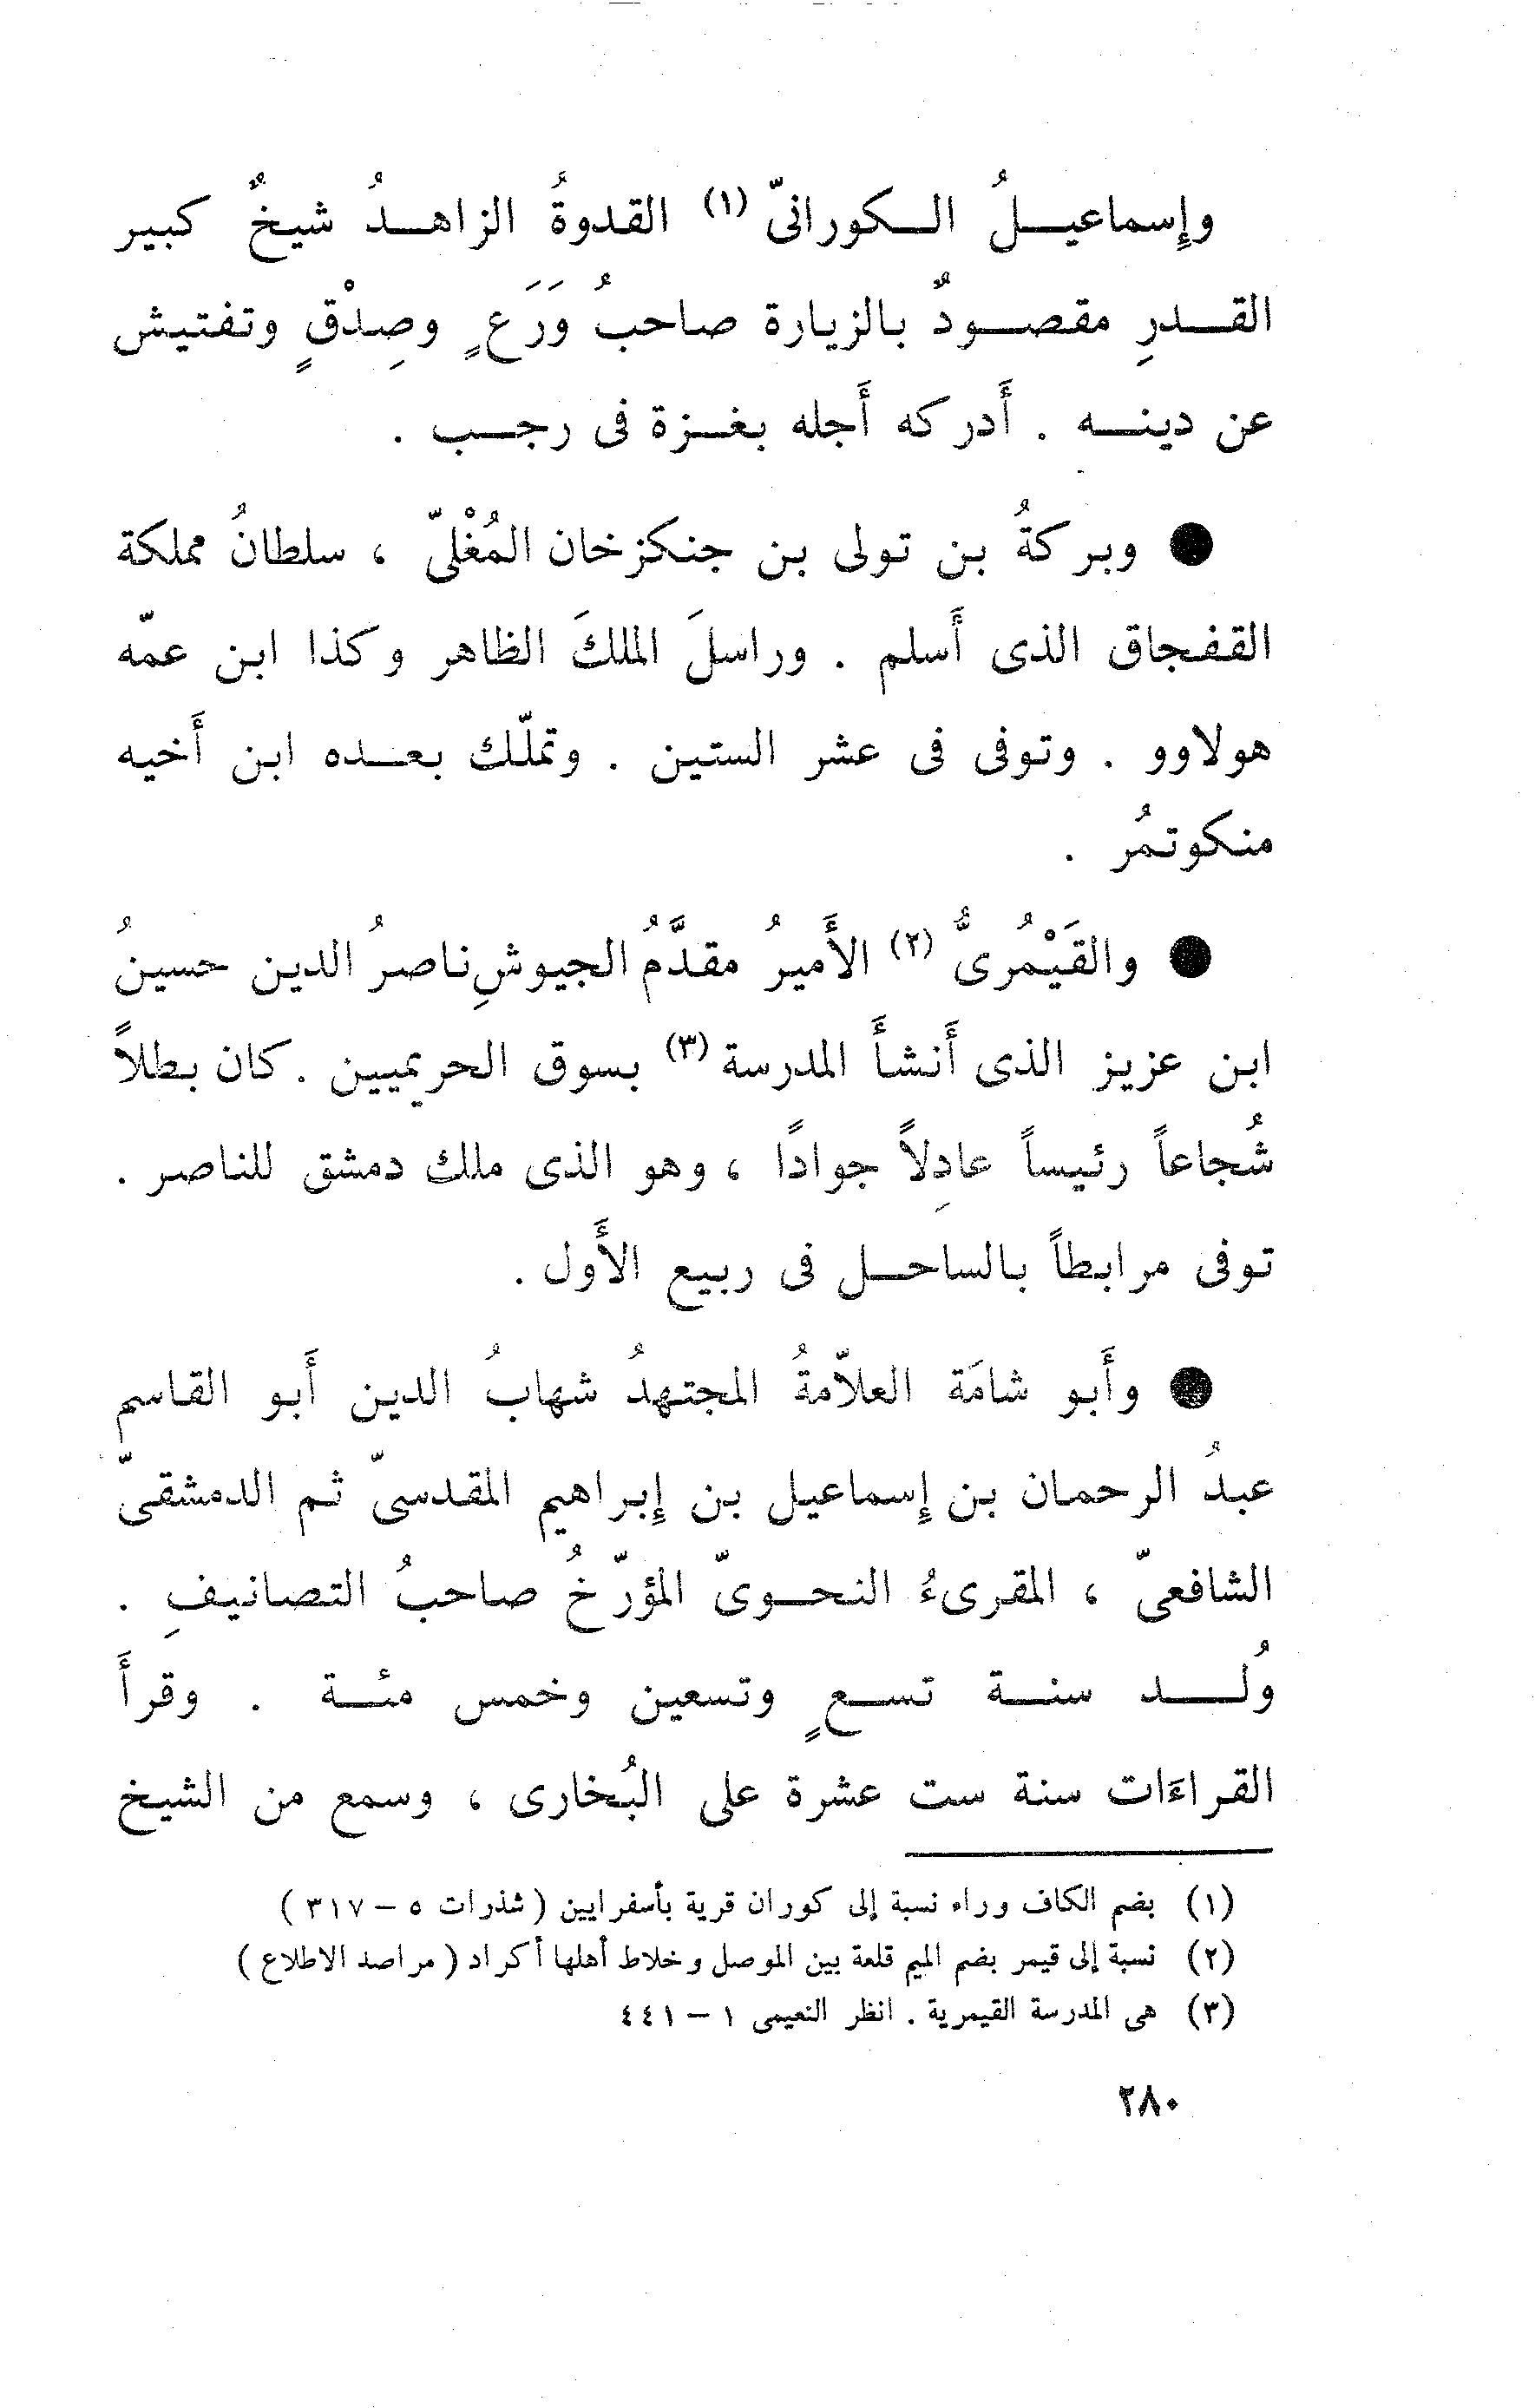 وإسماعيلُ الكورانىّ (١) القدوةُ الزاهدُ شيخٌ كبير
القدرِ مقصودٌ بالزيارة صاحبُ وَرَعٍ وصِدْقٍ وتفتيش
عن دينه . أَدركه أَجله بغزة فى رجب .
● وبركةُ بن تولى بن جنكزخان المُغْلىّ ، سلطانُ مملكة
القفجاق الذى أَسلم . وراسلَ الملكَ الظاهر وكذا ابن عمّه
هولاوو . وتوفى فى عشر الستين . وتملّك بعده ابن أَخيه
منكوتمُر .
● والقَيْمُرىُّ (٢) الأَميرُ مقدَّمُ الجيوشِ ناصرُ الدين حسينُ
ابن عزيز الذى أَنشأَ المدرسة (٣) بسوق الحريميين . كان بطلاً
شُجاعاً رئيساً عادِلاً جوادًا ، وهو الذى ملك دمشق للناصر .
توفى مرابطاً بالساحل فى ربيع الأَول .
● وأَبو شامَة العلاّمةُ المجتهدُ شهابُ الدين أَبو القاسم
عبدُ الرحمان بن إِسماعيل بن إِبراهيم المقدسىّ ثم الدمشقىّ
الشافعىّ ، المقرىءُ النحوىّ المؤرّخُ صاحبُ التصانيفِ .
وُلد سنة تسعٍ وتسعين وخمس مئة . وقرأَ
القراءَات سنة ست عشرة على البُخارى ، وسمع من الشيخ
(١) بضم الكاف وراء نسبة إلى كوران قرية بأسفرايين ( شذرات ٥ – ٣١٧ )
(٢) نسبة إلى قيمر بضم الميم قلعة بين الموصل وخلاط أهلها أكراد ( مراصد الاطلاع )
(٣) هى المدرسة القيمرية . انظر النعيمى ١ – ٤٤١
٢٨٠